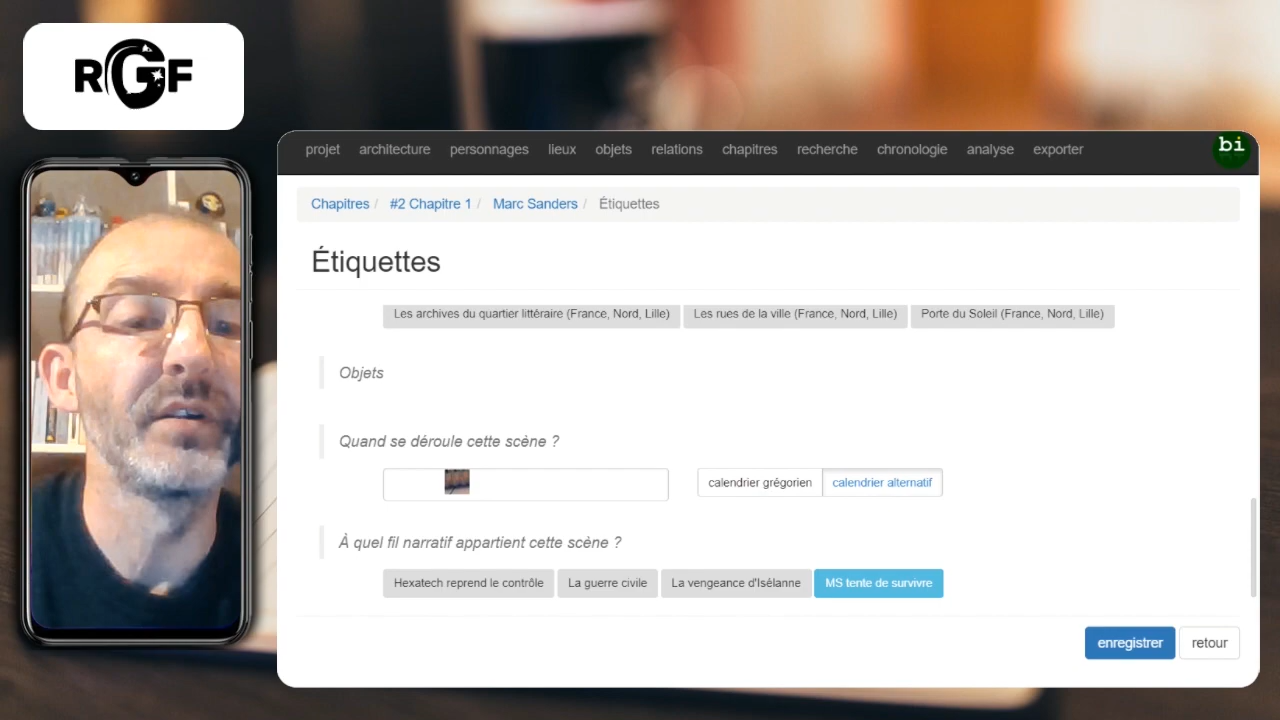 RGF
projet architecture personnages lieux objets relations chapitres recherche chronologie analyse exporter
bi
Chapitres / #2 Chapitre 1 / Marc Sanders / Étiquettes
Étiquettes
Les archives du quartier littéraire (France, Nord, Lille) Les rues de la ville (France, Nord, Lille) Porte du Soleil (France, Nord, Lille)
Objets
Quand se déroule cette scène ?
calendrier grégorien calendrier alternatif
À quel fil narratif appartient cette scène ?
Hexatech reprend le contrôle La guerre civile La vengeance d'Isélanne MS tente de survivre
enregistrer retour